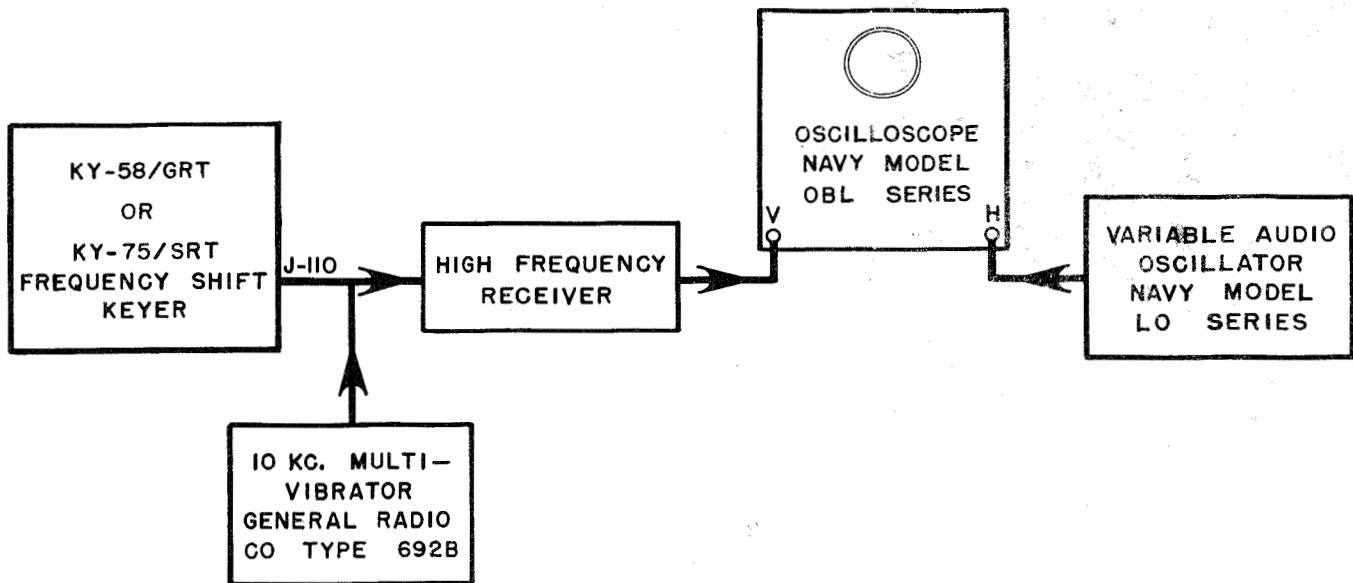 KY-58/GRT
OR
KY-75/SRT
FREQUENCY SHIFT
KEYER
J-110
HIGH FREQUENCY
RECEIVER
10 KC. MULTI-
VIBRATOR
GENERAL RADIO
CO TYPE 692B
OSCILLOSCOPE
NAVY MODEL
OBL SERIES
V
H
VARIABLE AUDIO
OSCILLATOR
NAVY MODEL
LO SERIES